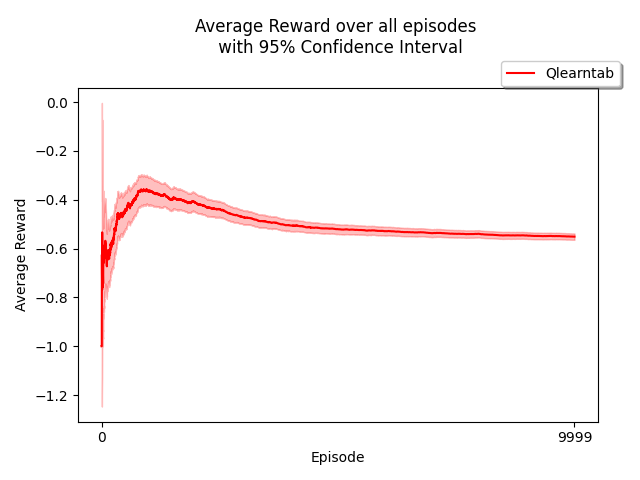 Average Reward over all episodes
with 95% Confidence Interval
Qlearntab
0.0
−0.2
−0.4
−0.6
−0.8
−1.0
−1.2
Average Reward
0
9999
Episode